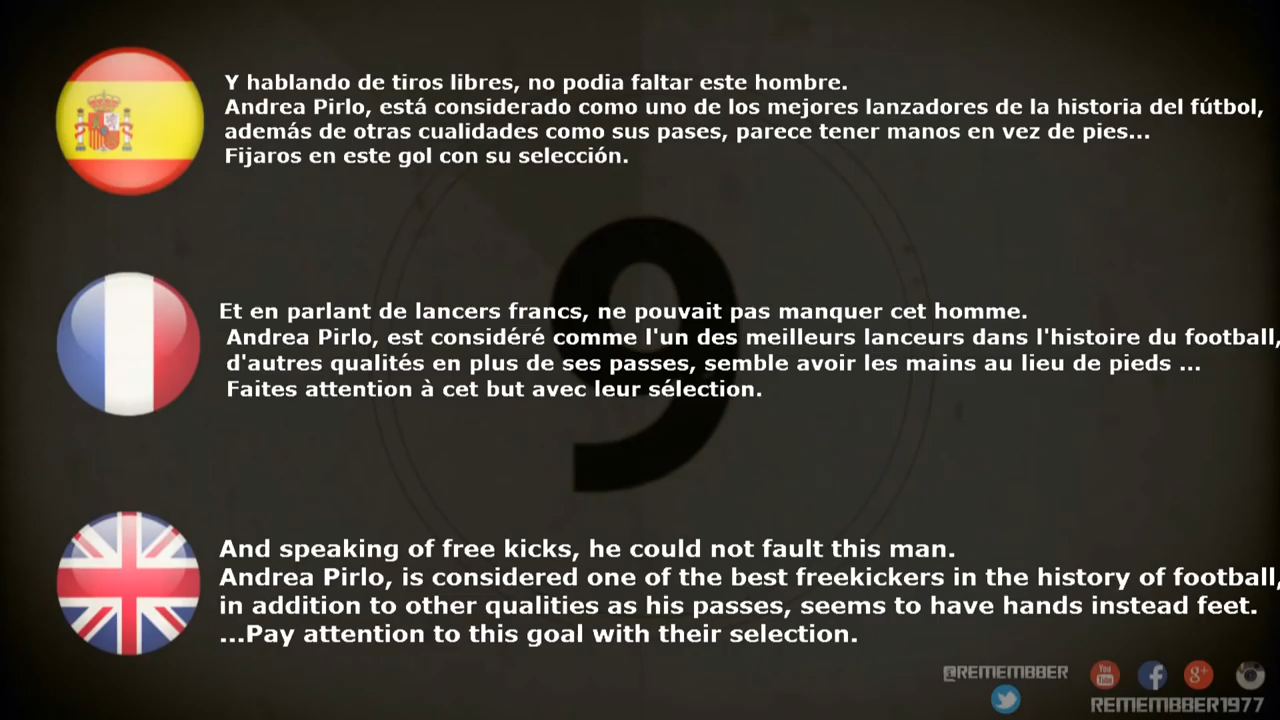 Y hablando de tiros libres, no podia faltar este hombre.
Andrea Pirlo, está considerado como uno de los mejores lanzadores de la historia del fútbol,
además de otras cualidades como sus pases, parece tener manos en vez de pies...
Fijaros en este gol con su selección.
9
Et en parlant de lancers francs, ne pouvait pas manquer cet homme.
Andrea Pirlo, est considéré comme l'un des meilleurs lanceurs dans l'histoire du football,
d'autres qualités en plus de ses passes, semble avoir les mains au lieu de pieds ...
Faites attention à cet but avec leur sélection.
And speaking of free kicks, he could not fault this man.
Andrea Pirlo, is considered one of the best freekickers in the history of football,
in addition to other qualities as his passes, seems to have hands instead feet.
...Pay attention to this goal with their selection.
@REMEMBBER
You Tube
f
g+
REMEMBBER1977